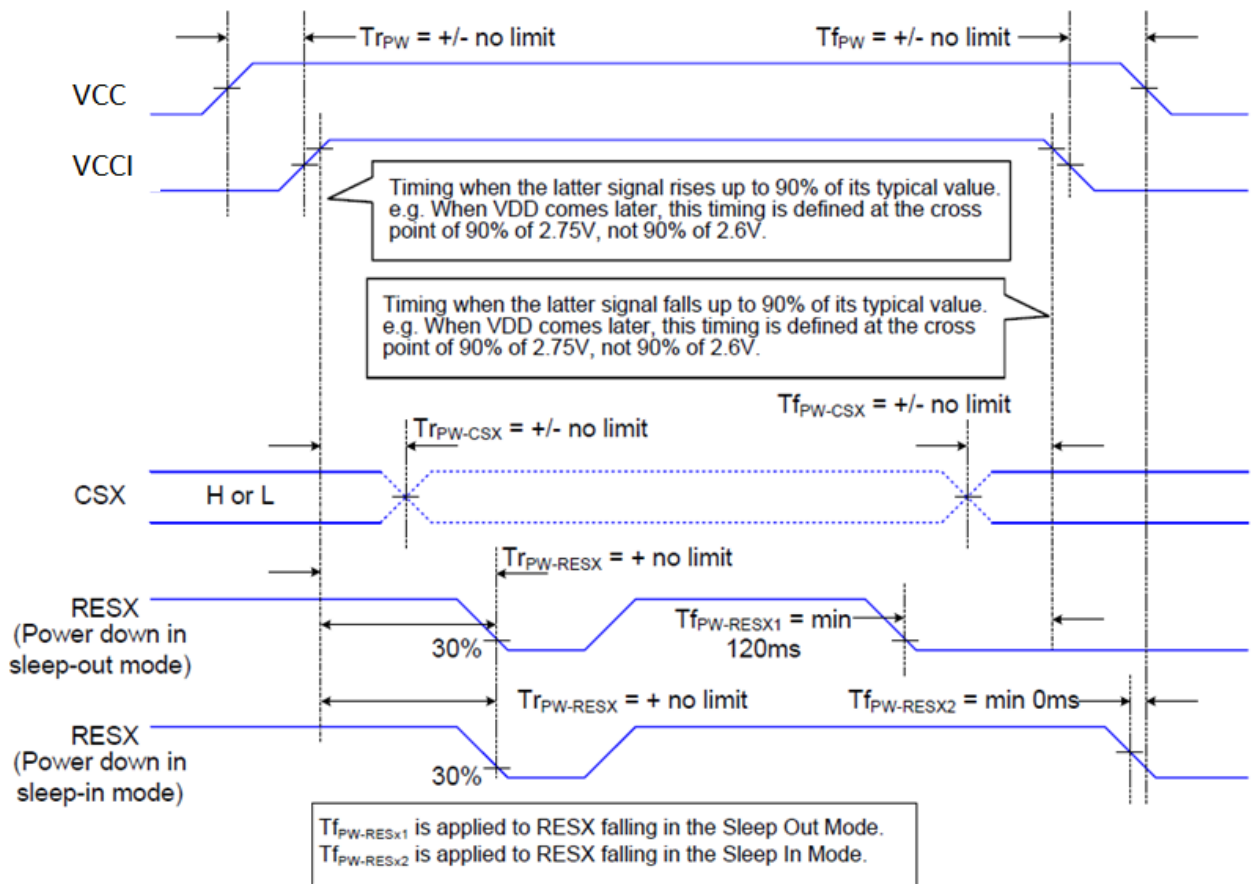 TrPW = +/- no limit
TfPW = +/- no limit
VCC
VCCI
Timing when the latter signal rises up to 90% of its typical value.
e.g. When VDD comes later, this timing is defined at the cross
point of 90% of 2.75V, not 90% of 2.6V.
Timing when the latter signal falls up to 90% of its typical value.
e.g. When VDD comes later, this timing is defined at the cross
point of 90% of 2.75V, not 90% of 2.6V.
TrPW-CSX = +/- no limit
TfPW-CSX = +/- no limit
CSX
H or L
TrPW-RESX = + no limit
RESX
(Power down in
sleep-out mode)
30%
TfPW-RESX1 = min
120ms
TrPW-RESX = + no limit
TfPW-RESX2 = min 0ms
RESX
(Power down in
sleep-in mode)
30%
TfPW-RESx1 is applied to RESX falling in the Sleep Out Mode.
TfPW-RESx2 is applied to RESX falling in the Sleep In Mode.